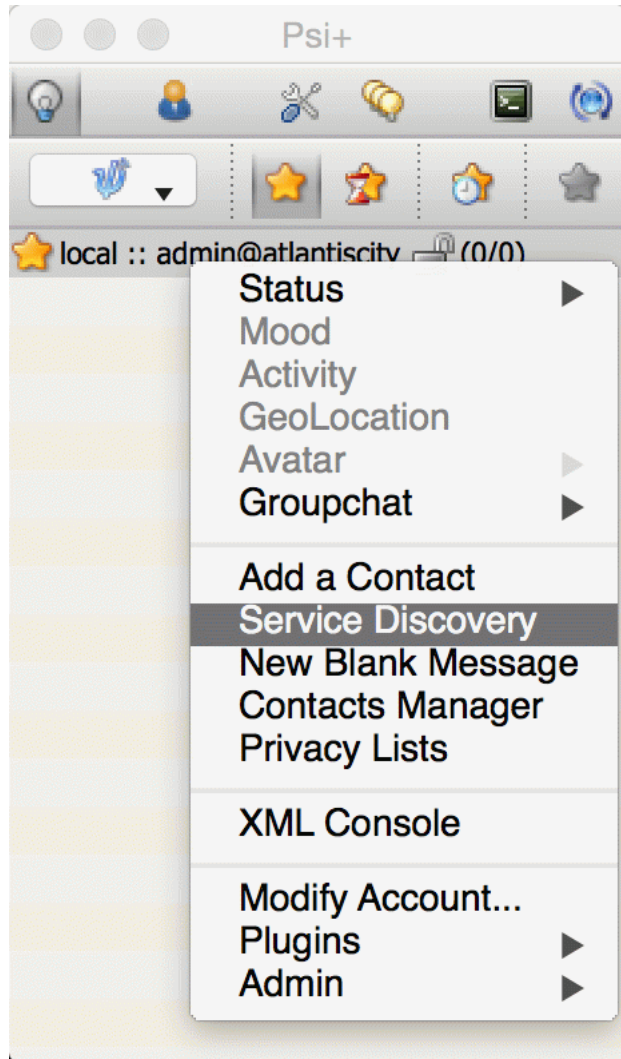 Psi+
local :: admin@atlantiscity (0/0)
Status
Mood
Activity
GeoLocation
Avatar
Groupchat
Add a Contact
Service Discovery
New Blank Message
Contacts Manager
Privacy Lists
XML Console
Modify Account...
Plugins
Admin